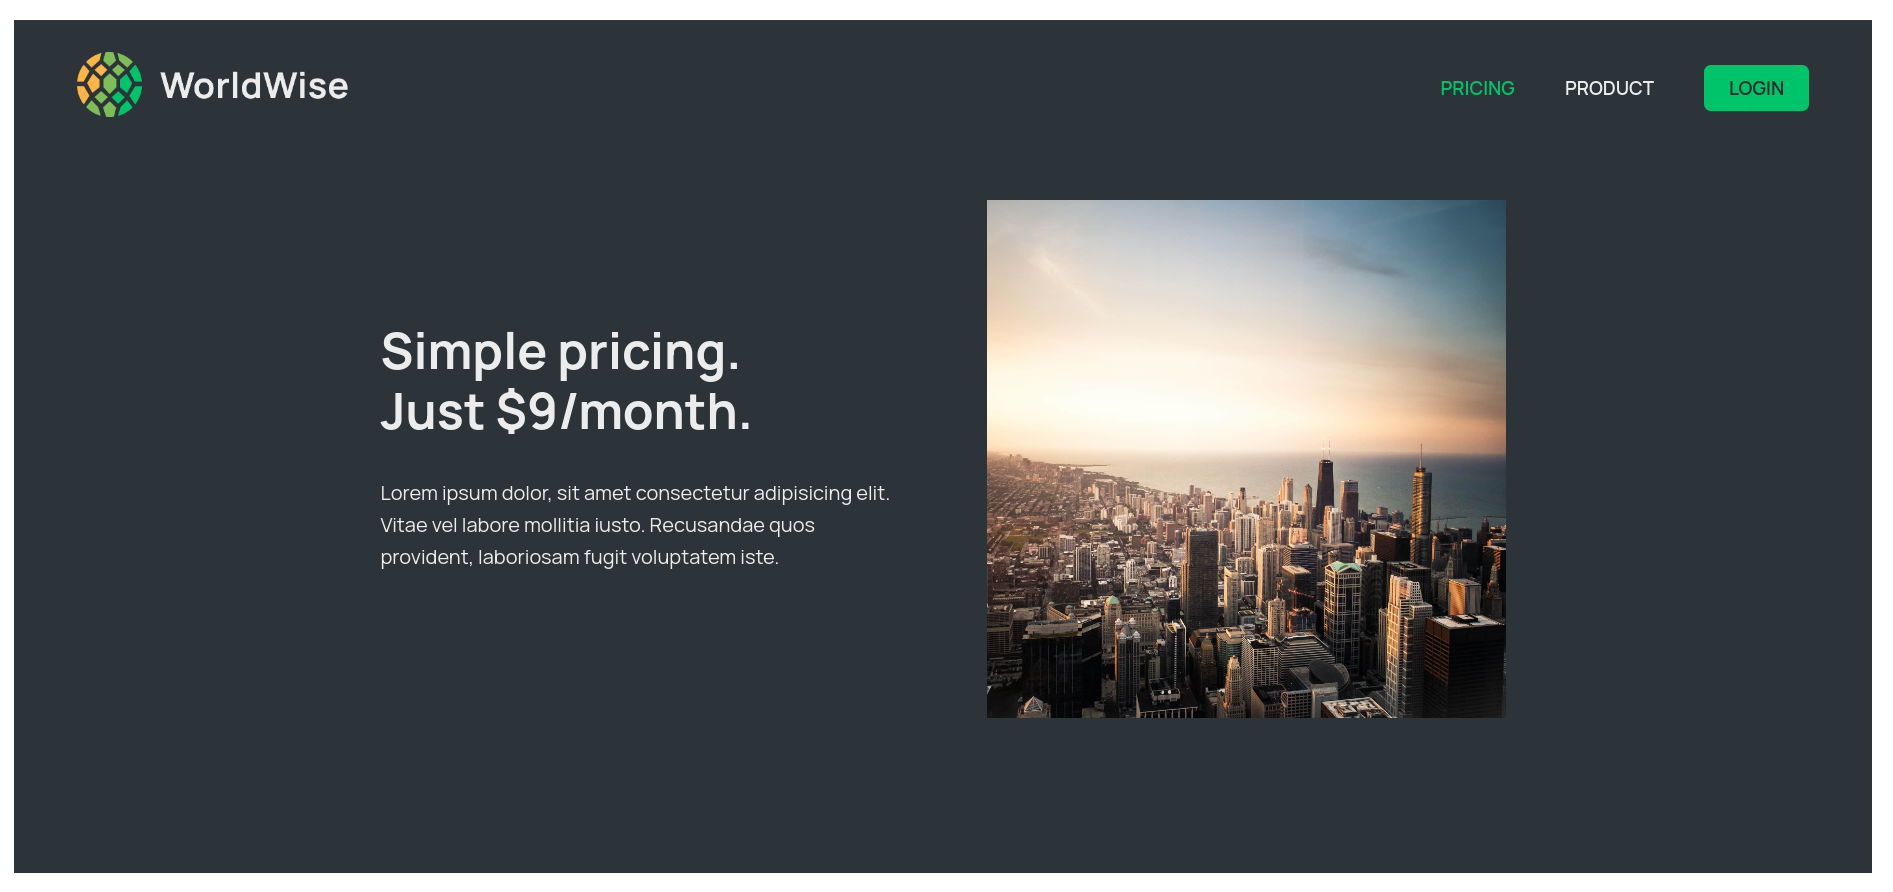 WorldWise
PRICING
PRODUCT
LOGIN
Simple pricing.
Just $9/month.
Lorem ipsum dolor, sit amet consectetur adipisicing elit.
Vitae vel labore mollitia iusto. Recusandae quos
provident, laboriosam fugit voluptatem iste.